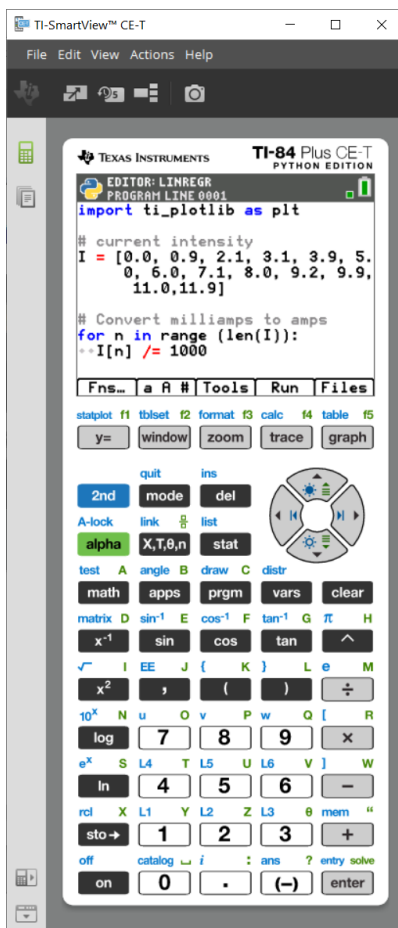 TI-SmartView™ CE-T
File Edit View Actions Help
TEXAS INSTRUMENTS TI-84 Plus CE-T
PYTHON EDITION
EDITOR: LINREGR
PROGRAM LINE 0001
import ti_plotlib as plt
# current intensity
I = [0.0, 0.9, 2.1, 3.1, 3.9, 5.
0, 6.0, 7.1, 8.0, 9.2, 9.9,
11.0,11.9]
# Convert milliamps to amps
for n in range (len(I)):
··I[n] /= 1000
Fns… a A # Tools Run Files
statplot f1 tblset f2 format f3 calc f4 table f5
y= window zoom trace graph
quit ins
2nd mode del
A-lock link list
alpha X,T,θ,n stat
test A angle B draw C distr
math apps prgm vars clear
matrix D sin-1 E cos-1 F tan-1 G π H
x-1 sin cos tan ^
√ I EE J { K } L e M
x2 , ( ) ÷
10x N u O v P w Q [ R
log 7 8 9 ×
ex S L4 T L5 U L6 V ] W
ln 4 5 6 −
rcl X L1 Y L2 Z L3 θ mem “
sto→ 1 2 3 +
off catalog ⎵ i : ans ? entry solve
on 0 . (−) enter